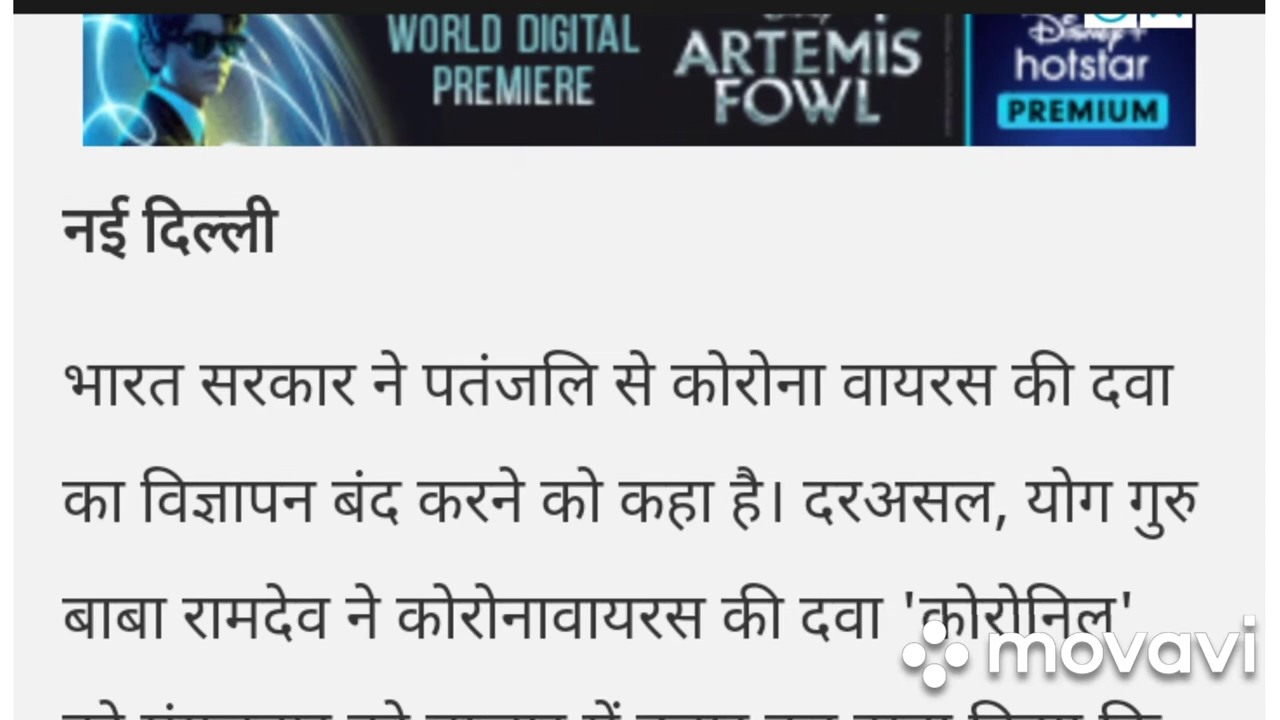 WORLD DIGITAL
PREMIERE
ARTEMIS
FOWL
Disney+
hotstar
PREMIUM
नई दिल्ली
भारत सरकार ने पतंजलि से कोरोना वायरस की दवा
का विज्ञापन बंद करने को कहा है। दरअसल, योग गुरु
बाबा रामदेव ने कोरोनावायरस की दवा 'कोरोनिल'
movavi